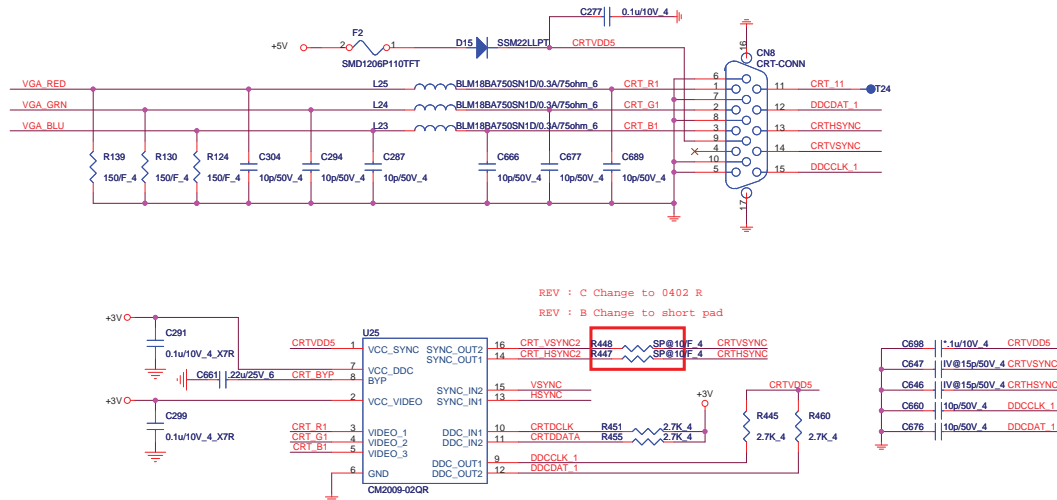 C277 0.1u/10V_4
+5V 2 F2 1 D15 SSM22LLPT CRTVDD5
SMD1206P110TFT
16
CN8
CRT-CONN
VGA_RED L25 BLM18BA750SN1D/0.3A/75ohm_6 CRT_R1
VGA_GRN L24 BLM18BA750SN1D/0.3A/75ohm_6 CRT_G1
VGA_BLU L23 BLM18BA750SN1D/0.3A/75ohm_6 CRT_B1
6
1 11 CRT_11 T24
7
2 12 DDCDAT_1
8
3 13 CRTHSYNC
9
4 14 CRTVSYNC
10
5 15 DDCCLK_1
17
R139 R130 R124 C304 C294 C287 C666 C677 C689
150/F_4 150/F_4 150/F_4 10p/50V_4 10p/50V_4 10p/50V_4 10p/50V_4 10p/50V_4 10p/50V_4
REV : C Change to 0402 R
REV : B Change to short pad
+3V
C291
0.1u/10V_4_X7R
C661 .22u/25V_6 CRT_BYP
+3V
C299
0.1u/10V_4_X7R
U25
CRTVDD5 1 VCC_SYNC SYNC_OUT2 16 CRT_VSYNC2 R448 SP@10/F_4 CRTVSYNC
SYNC_OUT1 14 CRT_HSYNC2 R447 SP@10/F_4 CRTHSYNC
7 VCC_DDC
8 BYP
SYNC_IN2 15 VSYNC
2 VCC_VIDEO SYNC_IN1 13 HSYNC
+3V
CRT_R1 3 VIDEO_1 DDC_IN1 10 CRTDCLK R451 2.7K_4
CRT_G1 4 VIDEO_2 DDC_IN2 11 CRTDDATA R455 2.7K_4
CRT_B1 5 VIDEO_3
DDC_OUT1 9 DDCCLK_1
6 GND DDC_OUT2 12 DDCDAT_1
CM2009-02QR
CRTVDD5
R445 R460
2.7K_4 2.7K_4
C698 *.1u/10V_4 CRTVDD5
C647 IV@15p/50V_4 CRTVSYNC
C646 IV@15p/50V_4 CRTHSYNC
C660 10p/50V_4 DDCCLK_1
C676 10p/50V_4 DDCDAT_1